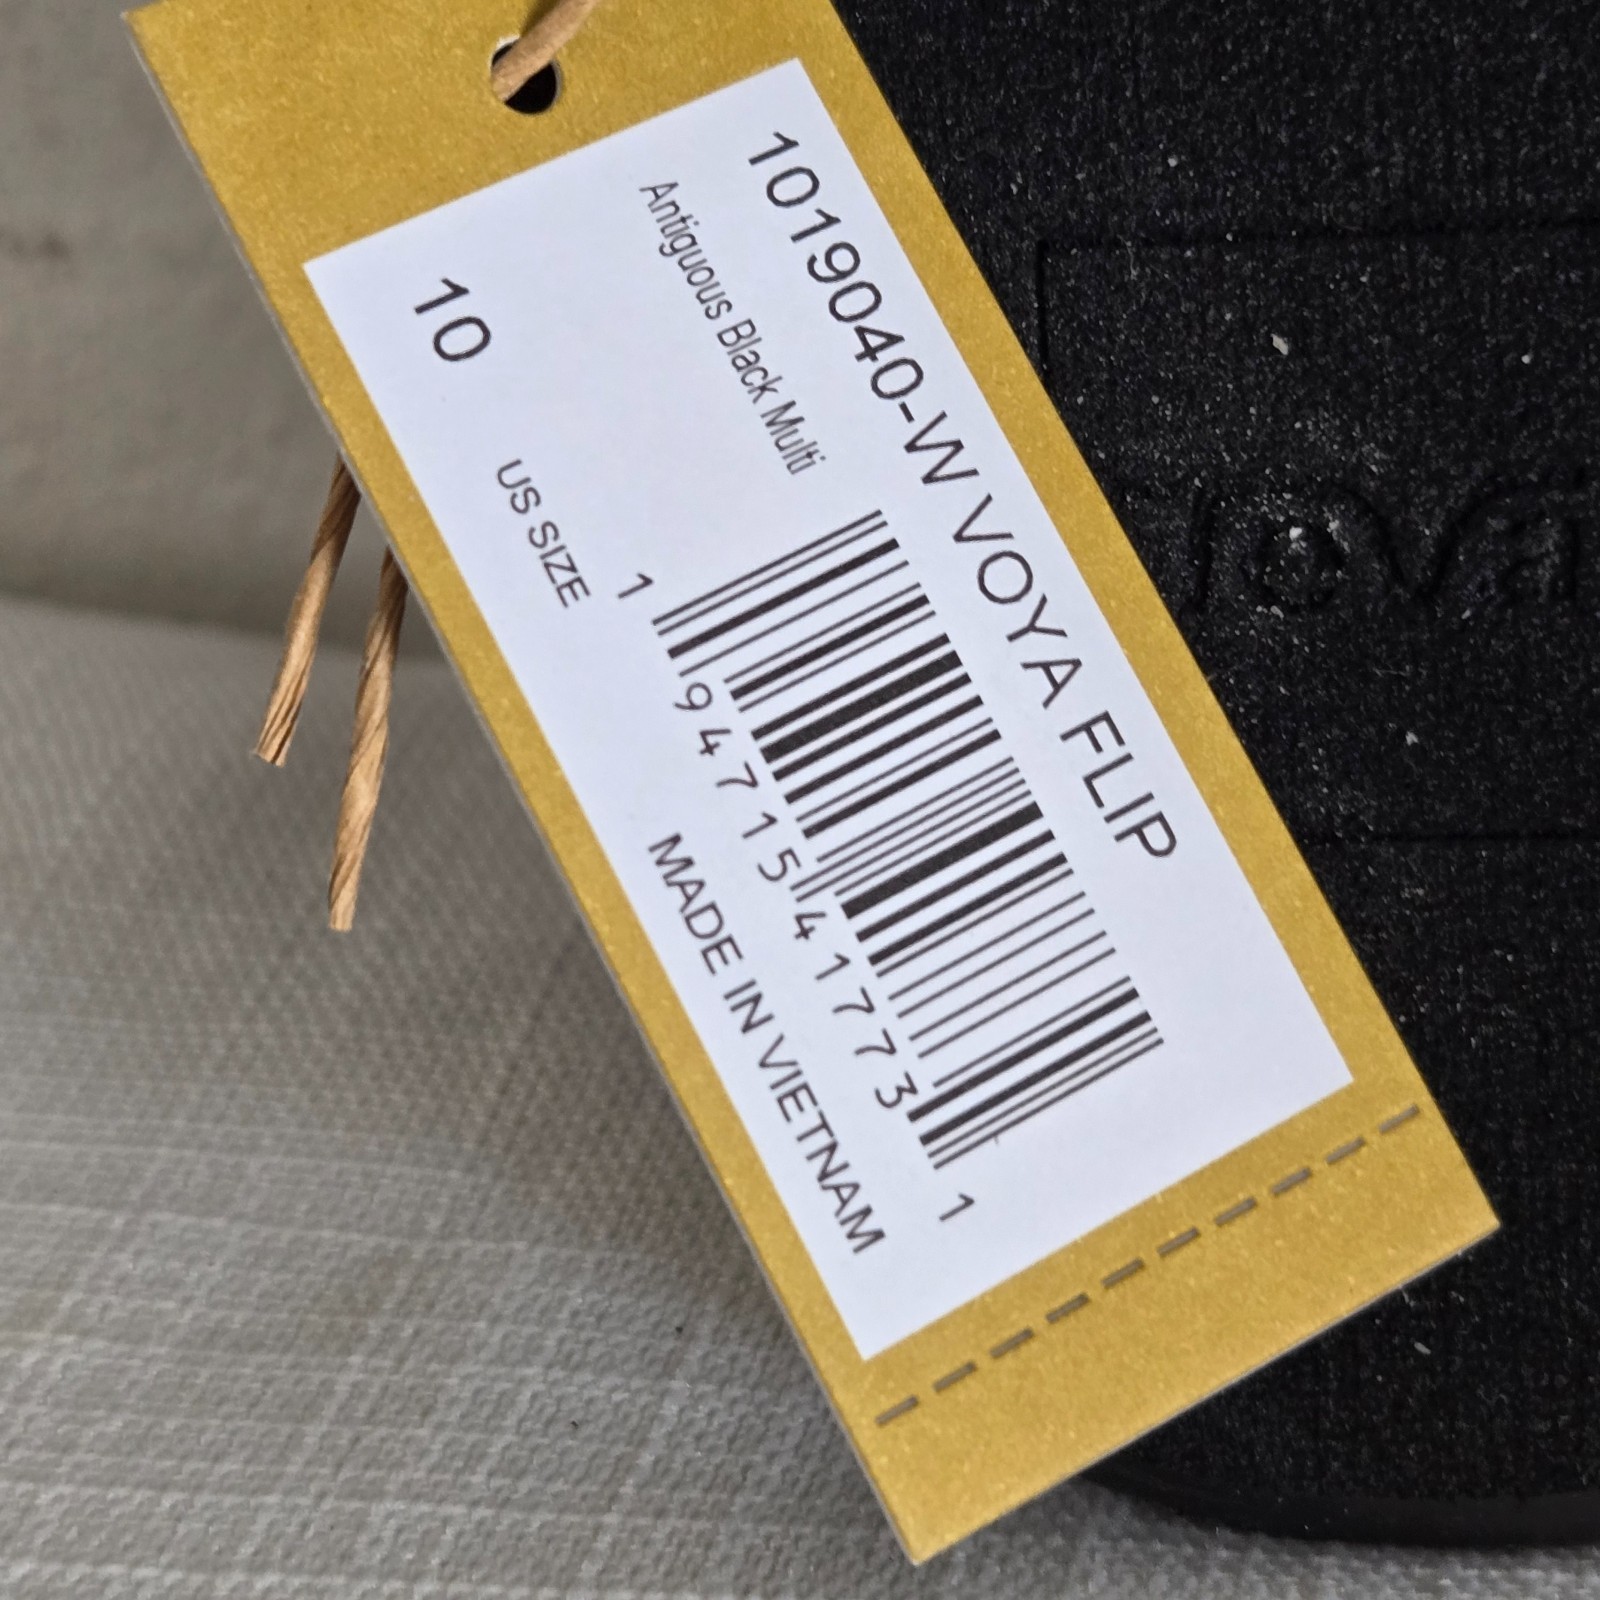 1019040-W VOYA FLIP
Antiguous Black Multi
10
US SIZE
1 94715 41773 1
MADE IN VIETNAM